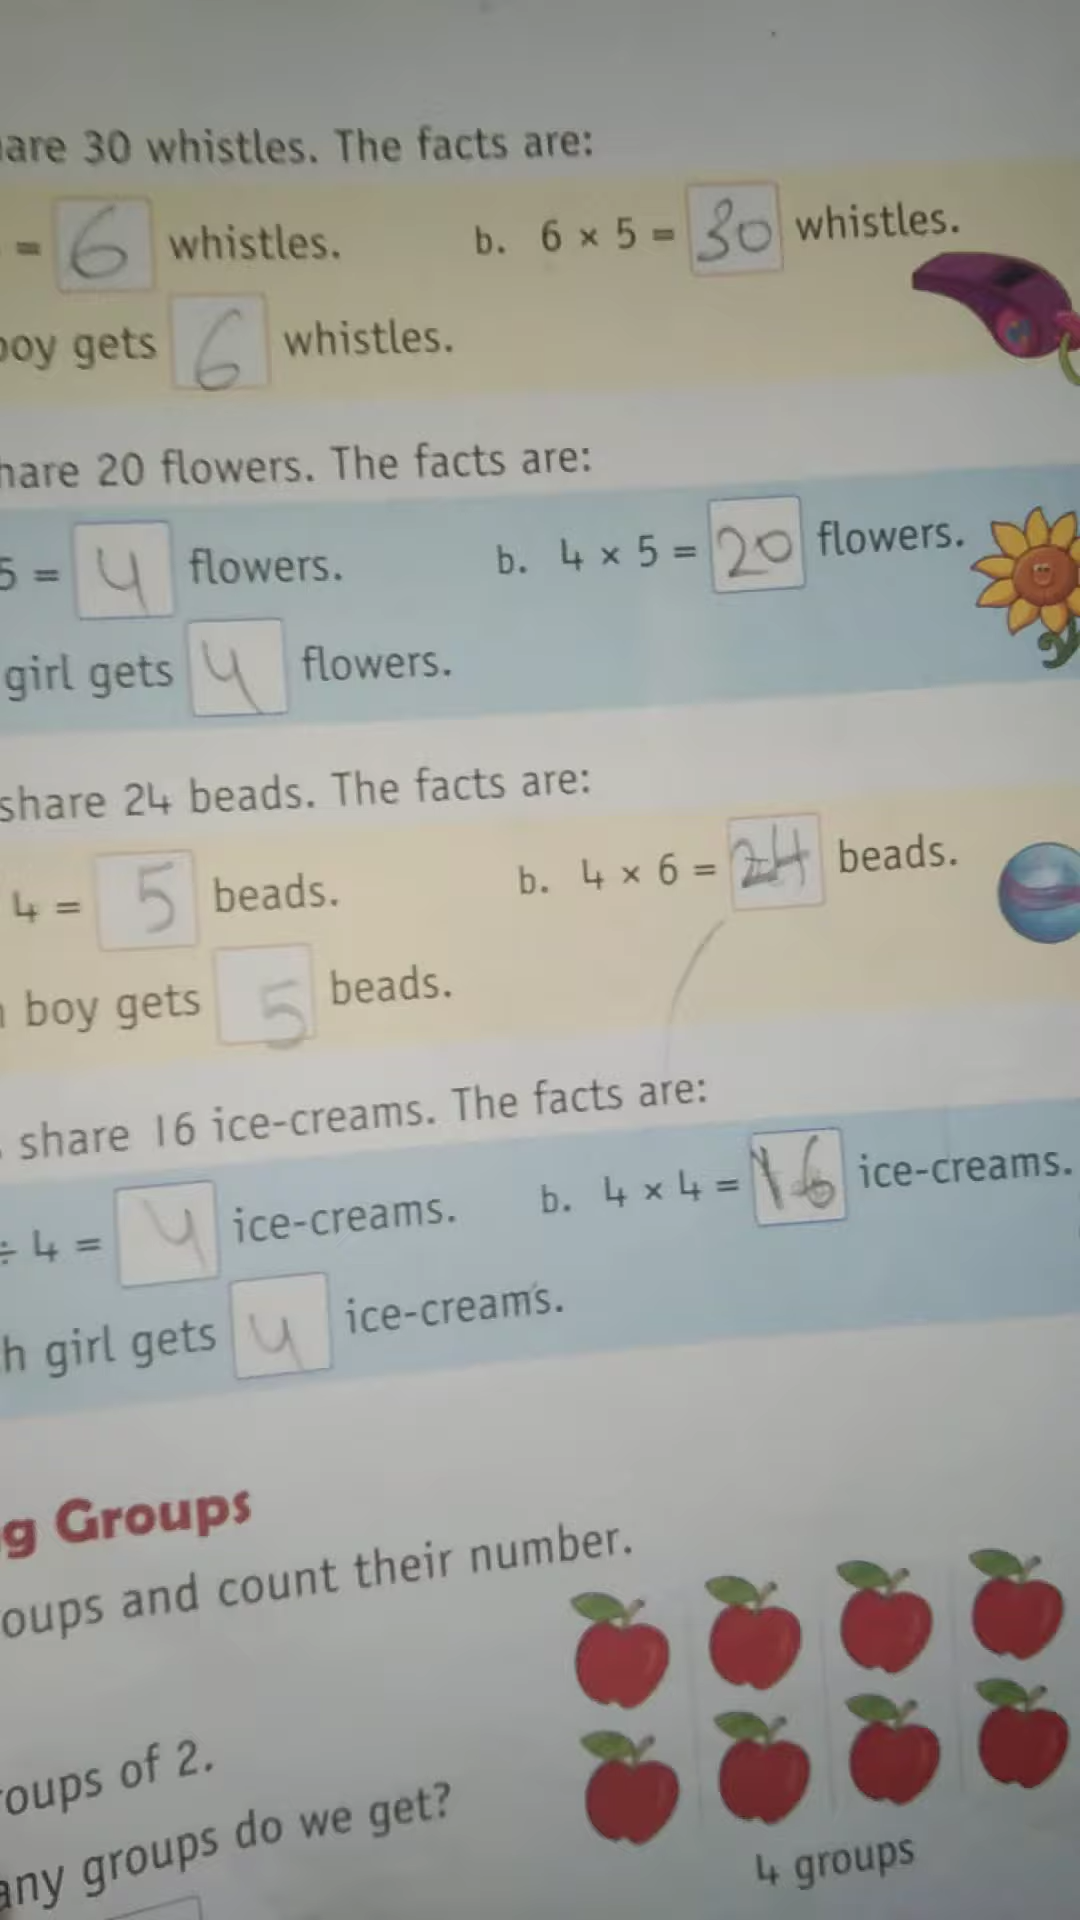 are 30 whistles. The facts are:
= 6 whistles. b. 6 × 5 = 30 whistles.
boy gets 6 whistles.
hare 20 flowers. The facts are:
5 = 4 flowers. b. 4 × 5 = 20 flowers.
girl gets 4 flowers.
share 24 beads. The facts are:
4 = 5 beads. b. 4 × 6 = 24 beads.
boy gets 5 beads.
share 16 ice-creams. The facts are:
÷ 4 = 4 ice-creams. b. 4 × 4 = 16 ice-creams.
h girl gets 4 ice-creams.
g Groups
oups and count their number.
roups of 2.
any groups do we get?
4 groups